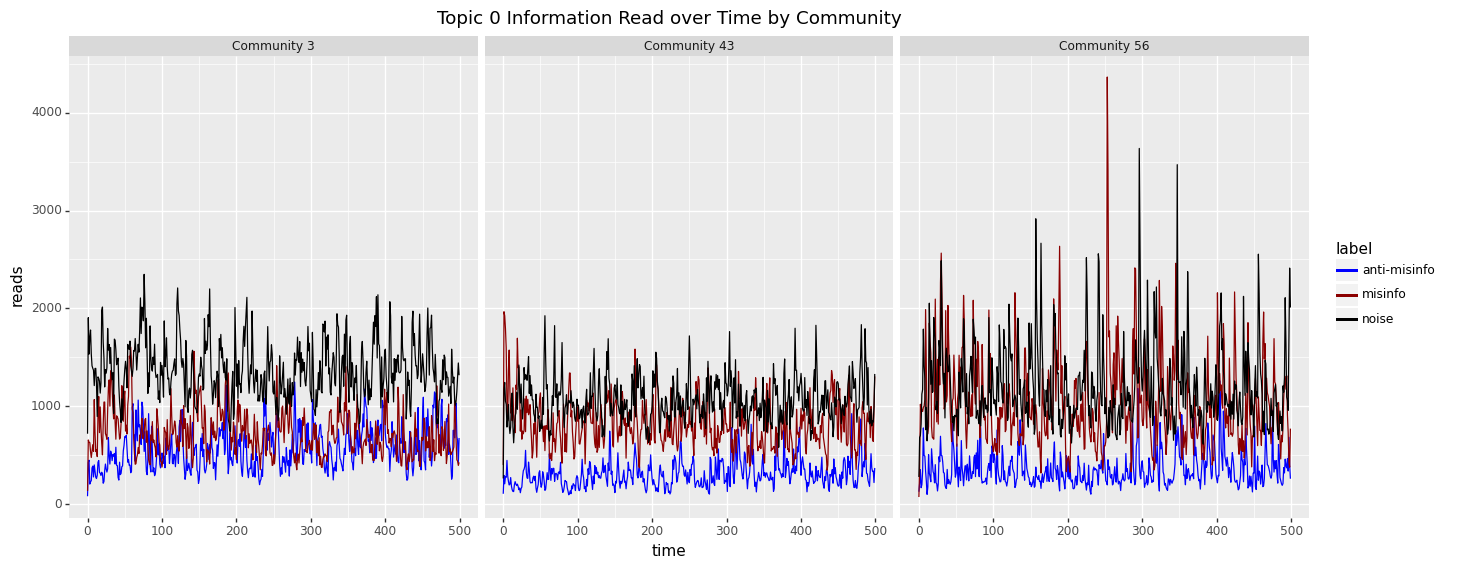 Topic 0 Information Read over Time by Community
Community 3
Community 43
Community 56
4000
3000
2000
1000
0
reads
0 100 200 300 400 500
0 100 200 300 400 500
0 100 200 300 400 500
time
label
anti-misinfo
misinfo
noise